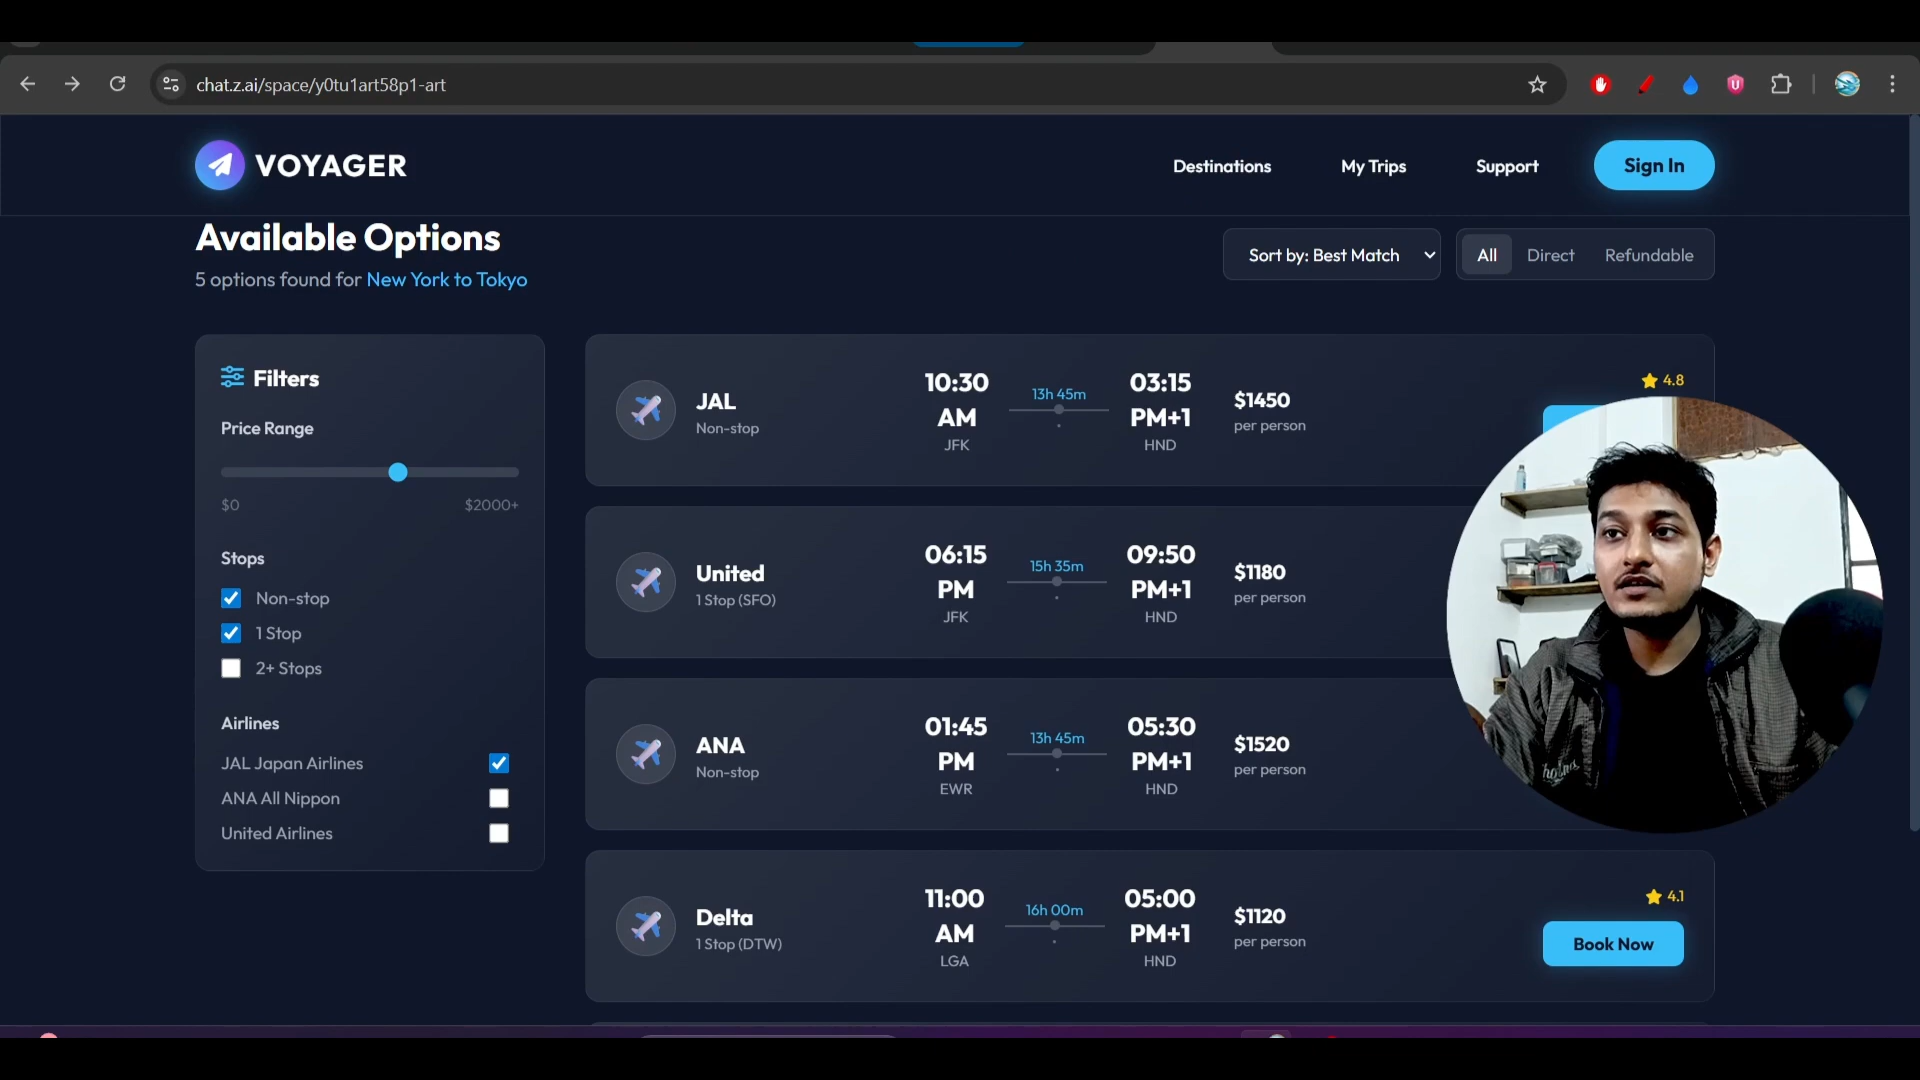 chat.z.ai/space/y0tu1art58p1-art
VOYAGER
Destinations
My Trips
Support
Sign In
Available Options
5 options found for New York to Tokyo
Sort by: Best Match
All
Direct
Refundable
Filters
Price Range
$0
$2000+
Stops
Non-stop
1 Stop
2+ Stops
Airlines
JAL Japan Airlines
ANA All Nippon
United Airlines
JAL
Non-stop
10:30
AM
JFK
13h 45m
03:15
PM+1
HND
$1450
per person
4.8
United
1 Stop (SFO)
06:15
PM
JFK
15h 35m
09:50
PM+1
HND
$1180
per person
ANA
Non-stop
01:45
PM
EWR
13h 45m
05:30
PM+1
HND
$1520
per person
Delta
1 Stop (DTW)
11:00
AM
LGA
16h 00m
05:00
PM+1
HND
$1120
per person
4.1
Book Now